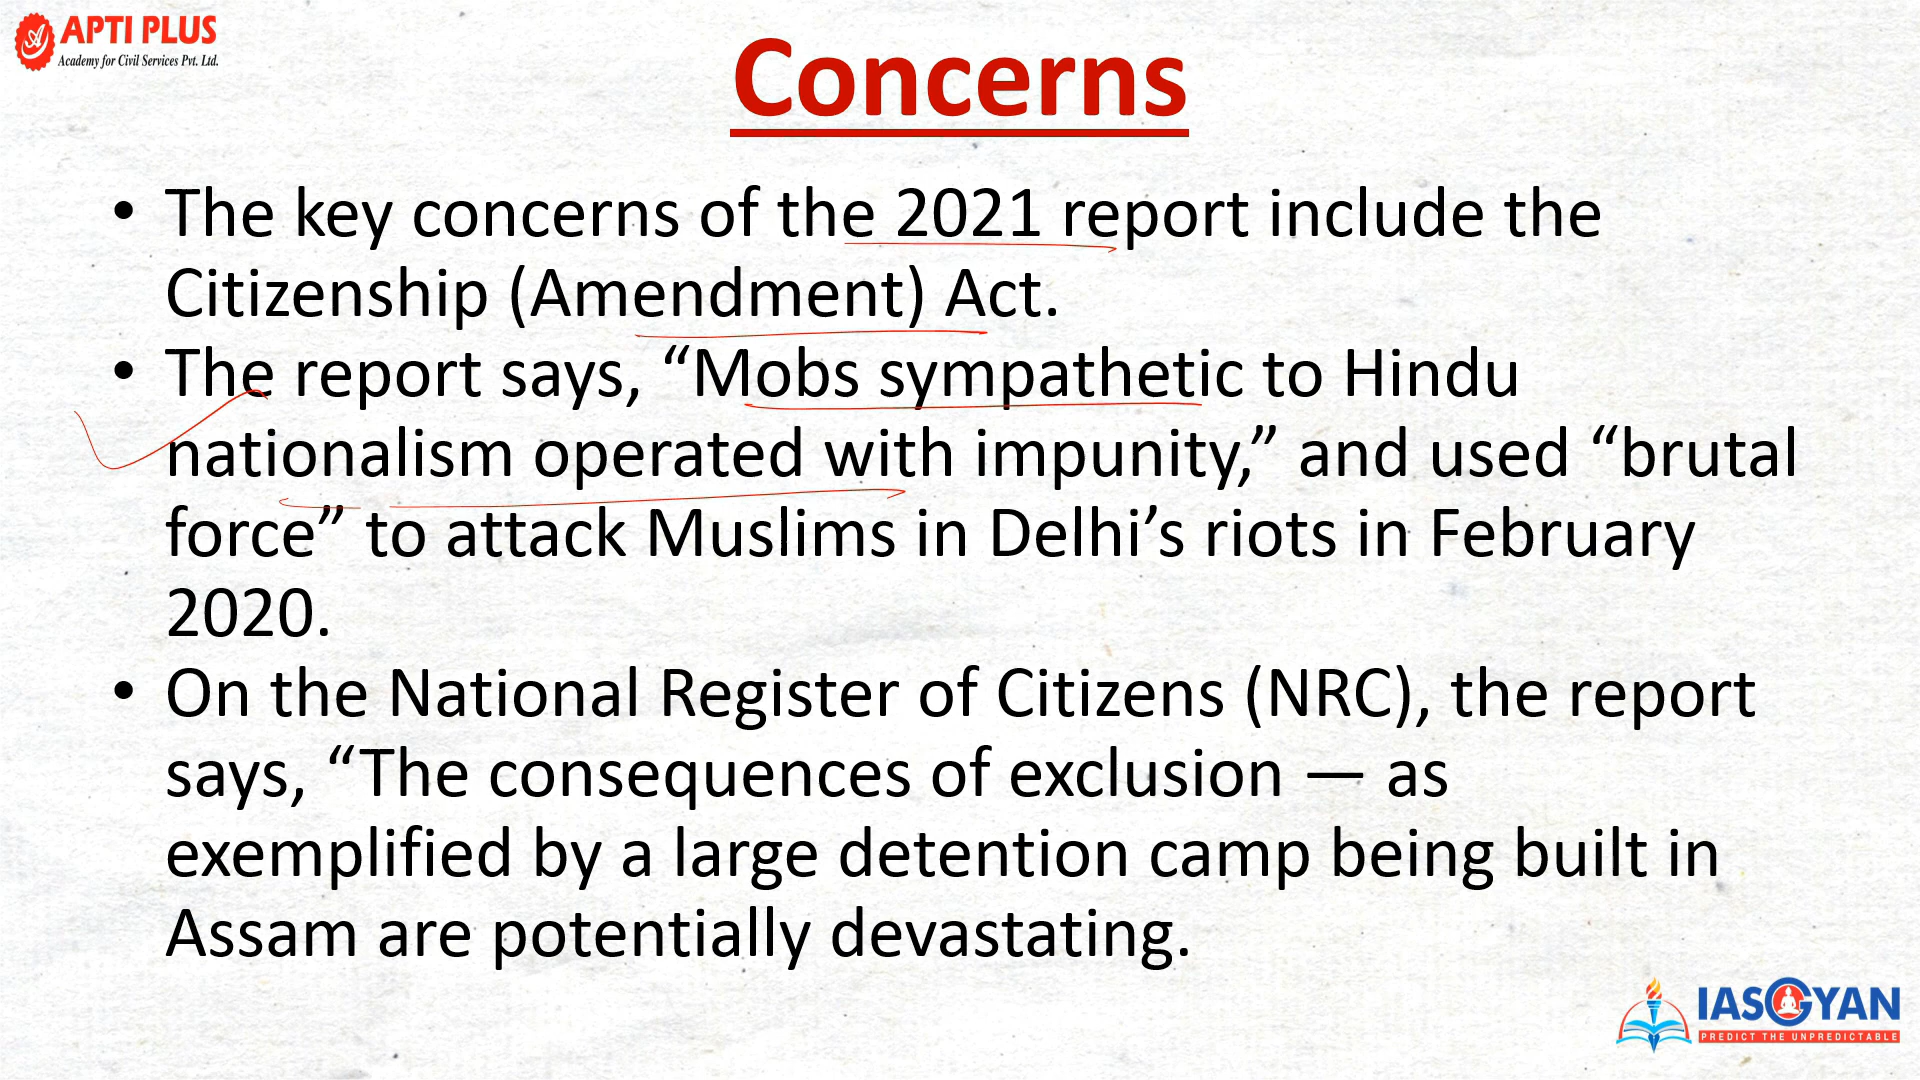 APTI PLUS
Academy for Civil Services Pvt. Ltd.
Concerns
• The key concerns of the 2021 report include the
Citizenship (Amendment) Act.
• The report says, “Mobs sympathetic to Hindu
nationalism operated with impunity,” and used “brutal
force” to attack Muslims in Delhi’s riots in February
2020.
• On the National Register of Citizens (NRC), the report
says, “The consequences of exclusion — as
exemplified by a large detention camp being built in
Assam are potentially devastating.
IASGYAN
PREDICT THE UNPREDICTABLE